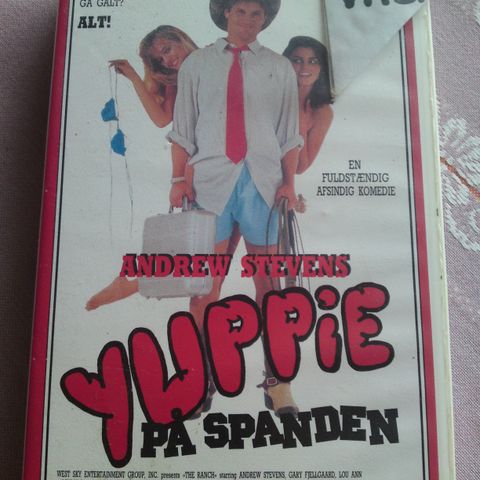 GÅ GALT?
ALT!
EN
FULDSTÆNDIG
AFSINDIG KOMEDIE
ANDREW STEVENS
YUPPiE
PÅ SPANDEN
WEST SKY ENTERTAINMENT GROUP, INC. presents «THE RANCH» starring ANDREW STEVENS, GARY FJELLGAARD, LOU ANN